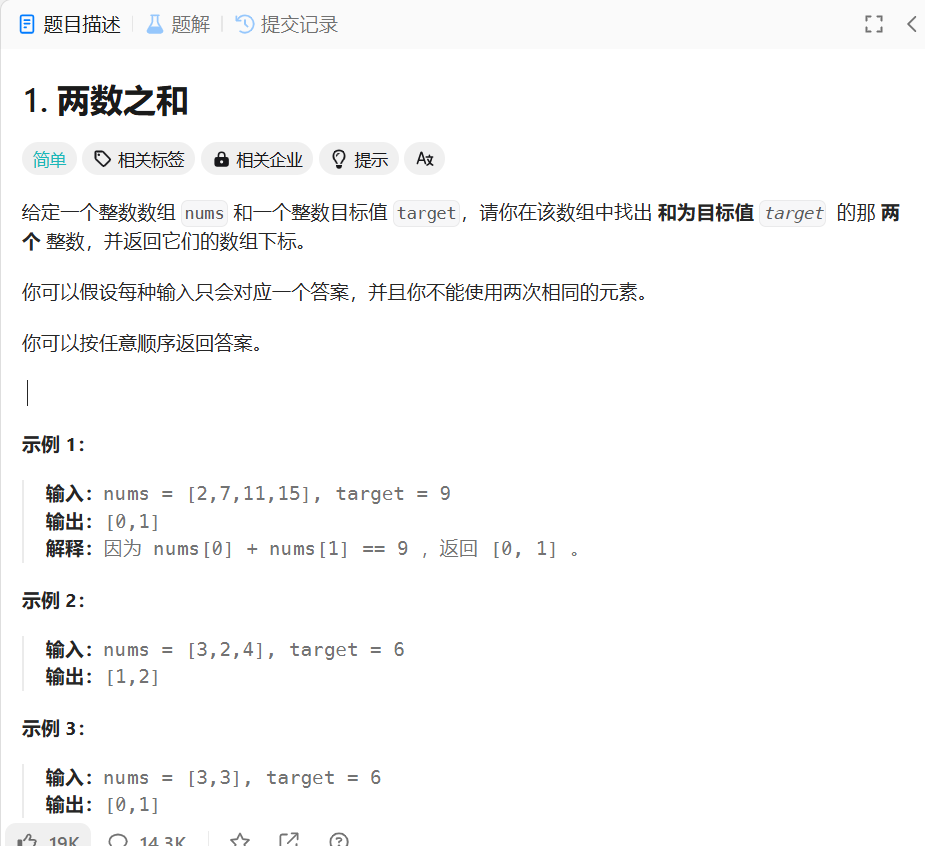 题目描述 题解 提交记录
1. 两数之和
简单 相关标签 相关企业 提示 Ax
给定一个整数数组 nums 和一个整数目标值 target，请你在该数组中找出 和为目标值 target 的那 两
个 整数，并返回它们的数组下标。
你可以假设每种输入只会对应一个答案，并且你不能使用两次相同的元素。
你可以按任意顺序返回答案。
示例 1：
输入：nums = [2,7,11,15], target = 9
输出：[0,1]
解释：因为 nums[0] + nums[1] == 9 ，返回 [0, 1] 。
示例 2：
输入：nums = [3,2,4], target = 6
输出：[1,2]
示例 3：
输入：nums = [3,3], target = 6
输出：[0,1]
19K 14.3K